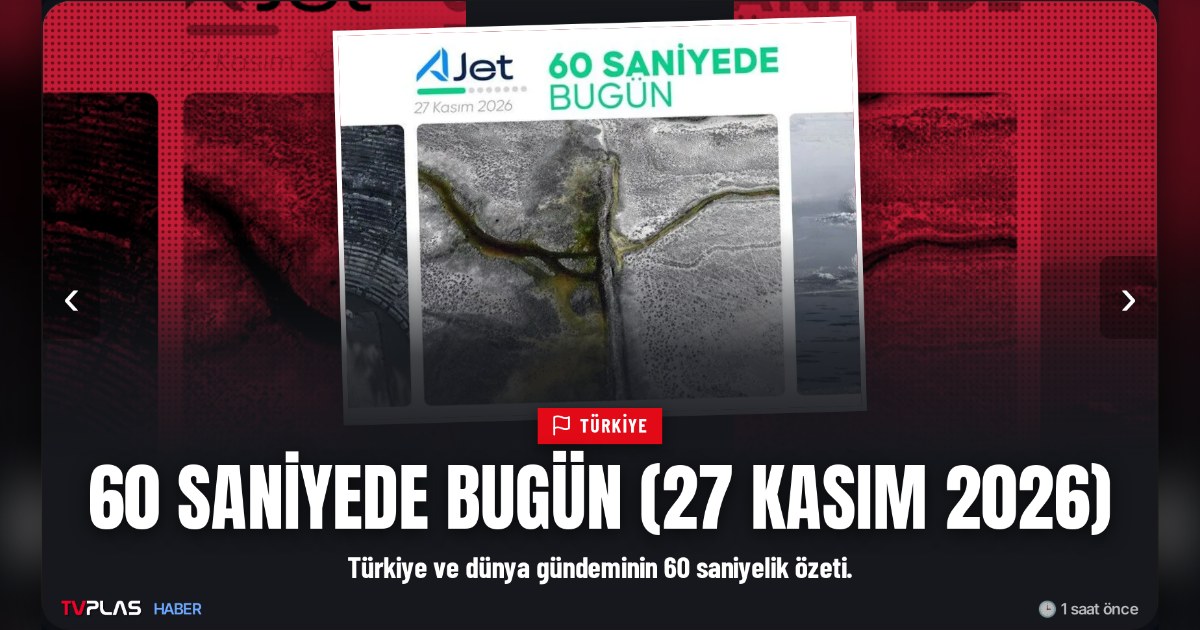 AJet
60 SANİYEDE
BUGÜN
27 Kasım 2026
TÜRKİYE
60 SANİYEDE BUGÜN (27 KASIM 2026)
Türkiye ve dünya gündeminin 60 saniyelik özeti.
TVPLAS HABER
1 saat önce